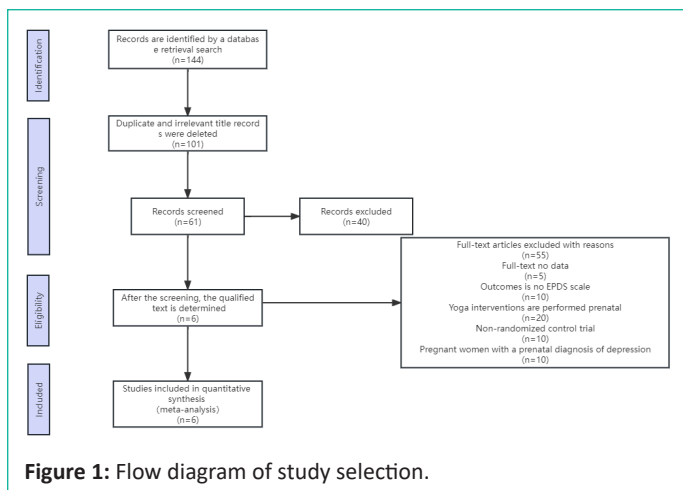 Identification
Records are identified by a databas
e retrieval search
(n=144)
Screening
Duplicate and irrelevant title record
s were deleted
(n=101)
Records screened
(n=61)
Records excluded
(n=40)
Eligibility
After the screening, the qualified
text is determined
(n=6)
Full-text articles excluded with reasons
(n=55)
Full-text no data
(n=5)
Outcomes is no EPDS scale
(n=10)
Yoga interventions are performed prenatal
(n=20)
Non-randomized control trial
(n=10)
Pregnant women with a prenatal diagnosis of depression
(n=10)
Included
Studies included in quantitative
synthesis
(meta-analysis)
(n=6)
Figure 1: Flow diagram of study selection.